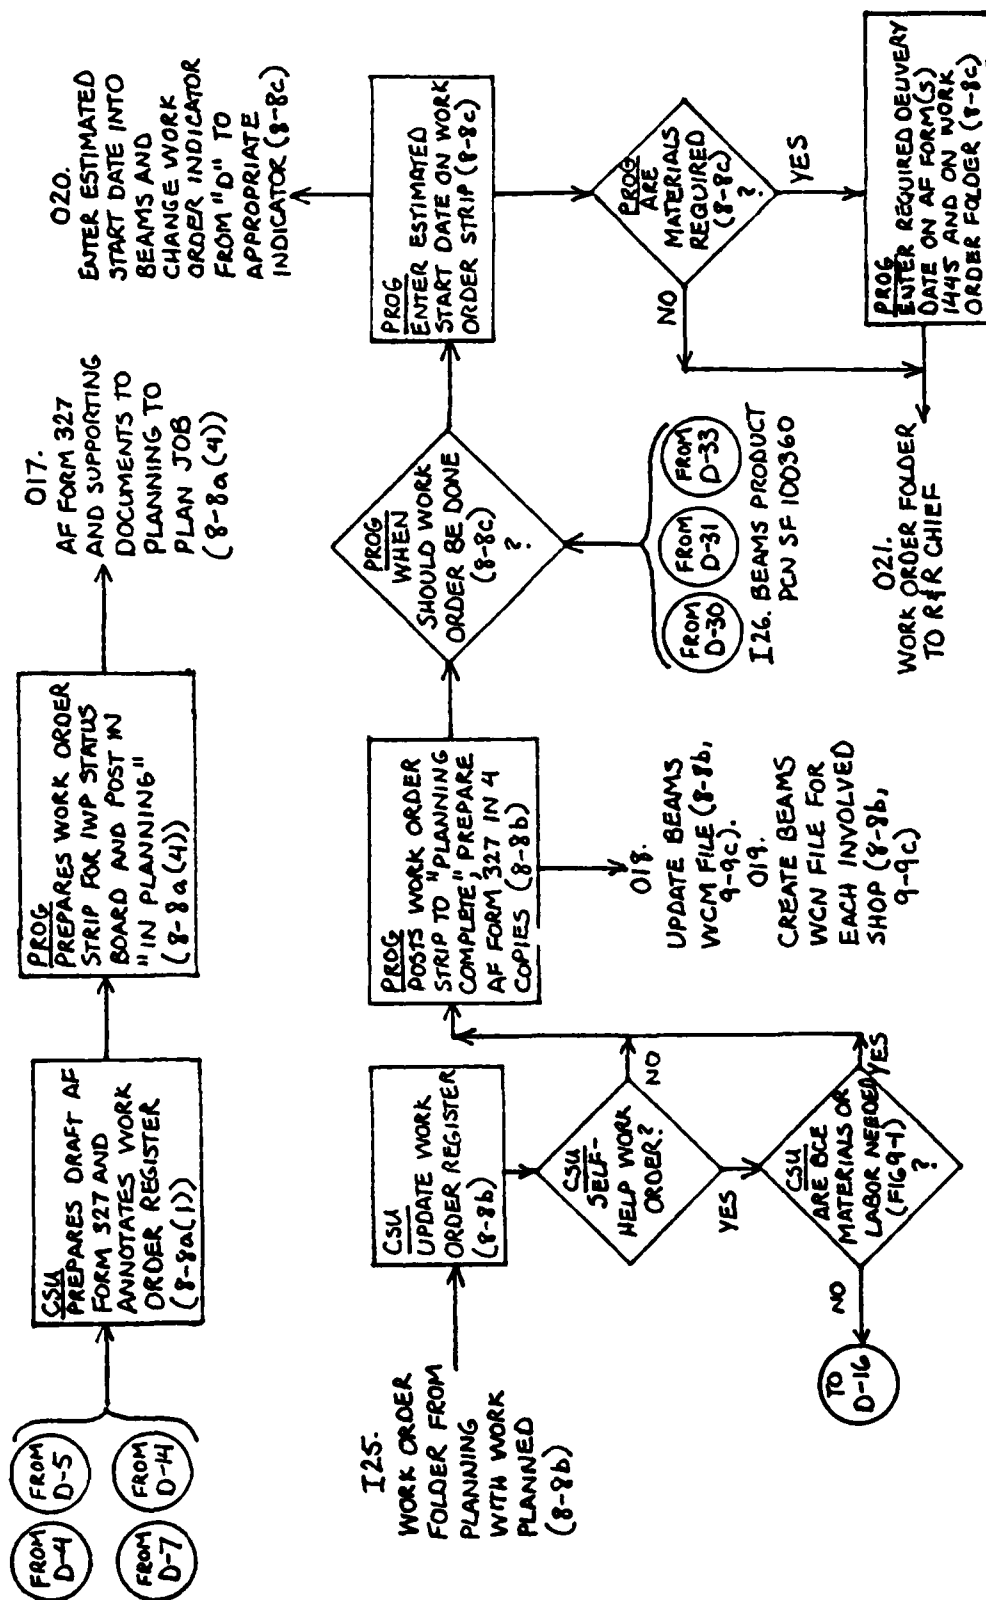 FROM
D-4
FROM
D-5
FROM
D-7
FROM
D-14
CSU
PREPARES DRAFT AF
FORM 327 AND
ANNOTATES WORK
ORDER REGISTER
(8-8a(1))
PROG
PREPARES WORK ORDER
STRIP FOR IWP STATUS
BOARD AND POST IN
"IN PLANNING"
(8-8a(4))
O17.
AF FORM 327
AND SUPPORTING
DOCUMENTS TO
PLANNING TO
PLAN JOB
(8-8a(4))
I25.
WORK ORDER
FOLDER FROM
PLANNING
WITH WORK
PLANNED
(8-8b)
CSU
UPDATE WORK
ORDER REGISTER
(8-8b)
CSU
SELF-
HELP WORK
ORDER?
NO
YES
CSU
ARE BCE
MATERIALS OR
LABOR NEEDED
(FIG 9-1)
?
YES
NO
TO
D-16
PROG
POSTS WORK ORDER
STRIP TO "PLANNING
COMPLETE", PREPARE
AF FORM 327 IN 4
COPIES (8-8b)
O18.
UPDATE BEAMS
WCM FILE (8-8b,
9-9c).
O19.
CREATE BEAMS
WCN FILE FOR
EACH INVOLVED
SHOP (8-8b,
9-9c)
PROG
WHEN
SHOULD WORK
ORDER BE DONE
(8-8c)
?
FROM
D-30
FROM
D-31
FROM
D-33
I26. BEAMS PRODUCT
PCN SF 100360
PROG
ENTER ESTIMATED
START DATE ON WORK
ORDER STRIP (8-8c)
O20.
ENTER ESTIMATED
START DATE INTO
BEAMS AND
CHANGE WORK
ORDER INDICATOR
FROM "D" TO
APPROPRIATE
INDICATOR (8-8c)
PROG
ARE
MATERIALS
REQUIRED
(8-8c)
?
NO
YES
PROG
ENTER REQUIRED DELIVERY
DATE ON AF FORM(S)
1445 AND ON WORK
ORDER FOLDER (8-8c)
O21.
WORK ORDER FOLDER
TO R&R CHIEF